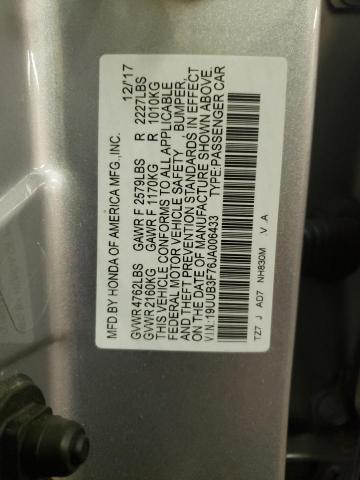 MFD.BY HONDA OF AMERICA MFG.,INC. 12/17
GVWR 4762LBS GAWR F 2579LBS R 2227LBS
GVWR 2160KG GAWR F 1170KG R 1010KG
THIS VEHICLE CONFORMS TO ALL APPLICABLE
FEDERAL MOTOR VEHICLE SAFETY , BUMPER,
AND THEFT PREVENTION STANDARDS IN EFFECT
ON THE DATE OF MANUFACTURE SHOWN ABOVE.
V.I.N.:19UUB3F76JA006433 TYPE:PASSENGER CAR
TZ7 J AD7 NH830M V .A